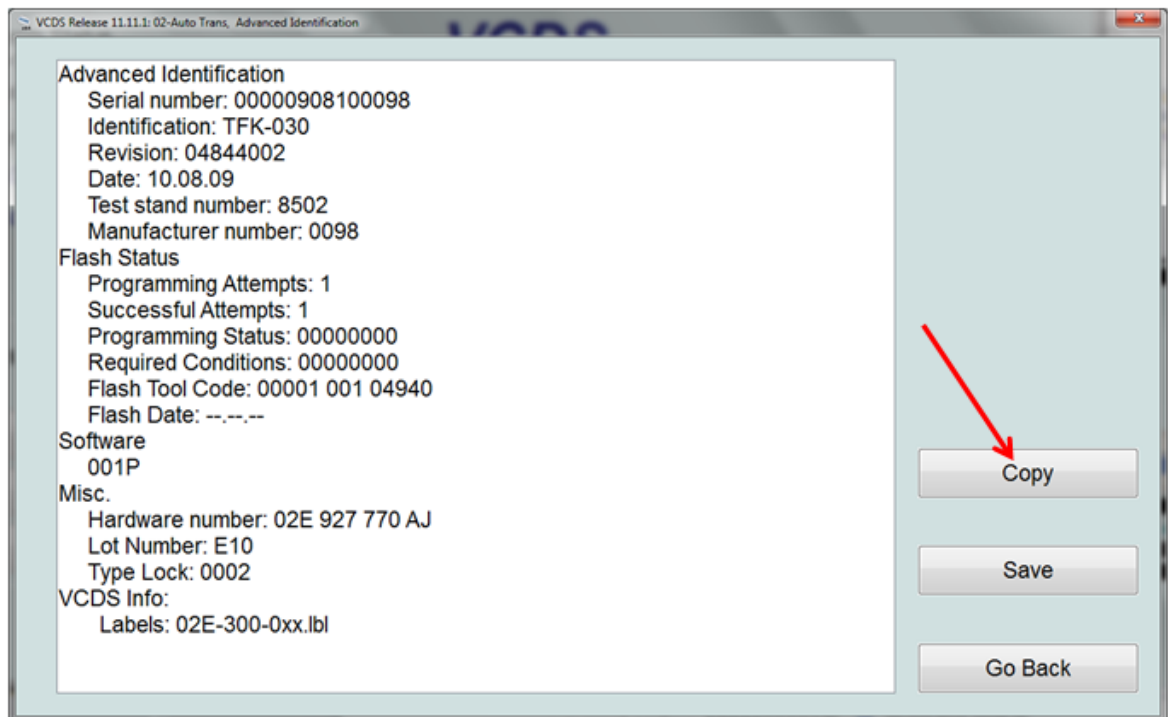 VCDS Release 11.11.1: 02-Auto Trans, Advanced Identification
VCDS
Advanced Identification
Serial number: 00000908100098
Identification: TFK-030
Revision: 04844002
Date: 10.08.09
Test stand number: 8502
Manufacturer number: 0098
Flash Status
Programming Attempts: 1
Successful Attempts: 1
Programming Status: 00000000
Required Conditions: 00000000
Flash Tool Code: 00001 001 04940
Flash Date: --.--.--
Software
001P
Misc.
Hardware number: 02E 927 770 AJ
Lot Number: E10
Type Lock: 0002
VCDS Info:
Labels: 02E-300-0xx.lbl
Copy
Save
Go Back